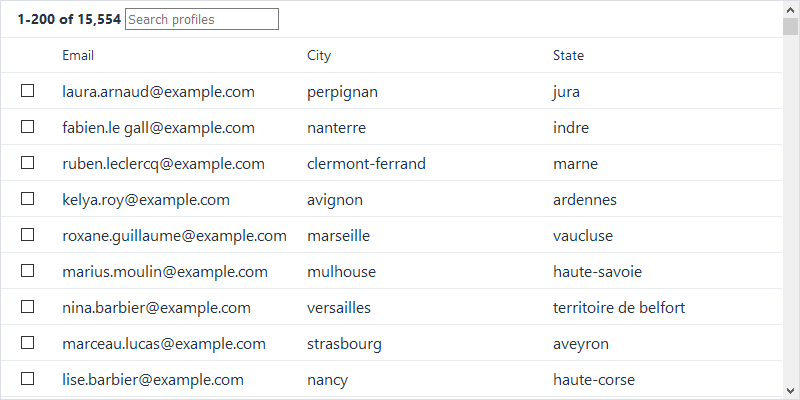 1-200 of 15,554 Search profiles
Email City State
laura.arnaud@example.com perpignan jura
fabien.le gall@example.com nanterre indre
ruben.leclercq@example.com clermont-ferrand marne
kelya.roy@example.com avignon ardennes
roxane.guillaume@example.com marseille vaucluse
marius.moulin@example.com mulhouse haute-savoie
nina.barbier@example.com versailles territoire de belfort
marceau.lucas@example.com strasbourg aveyron
lise.barbier@example.com nancy haute-corse